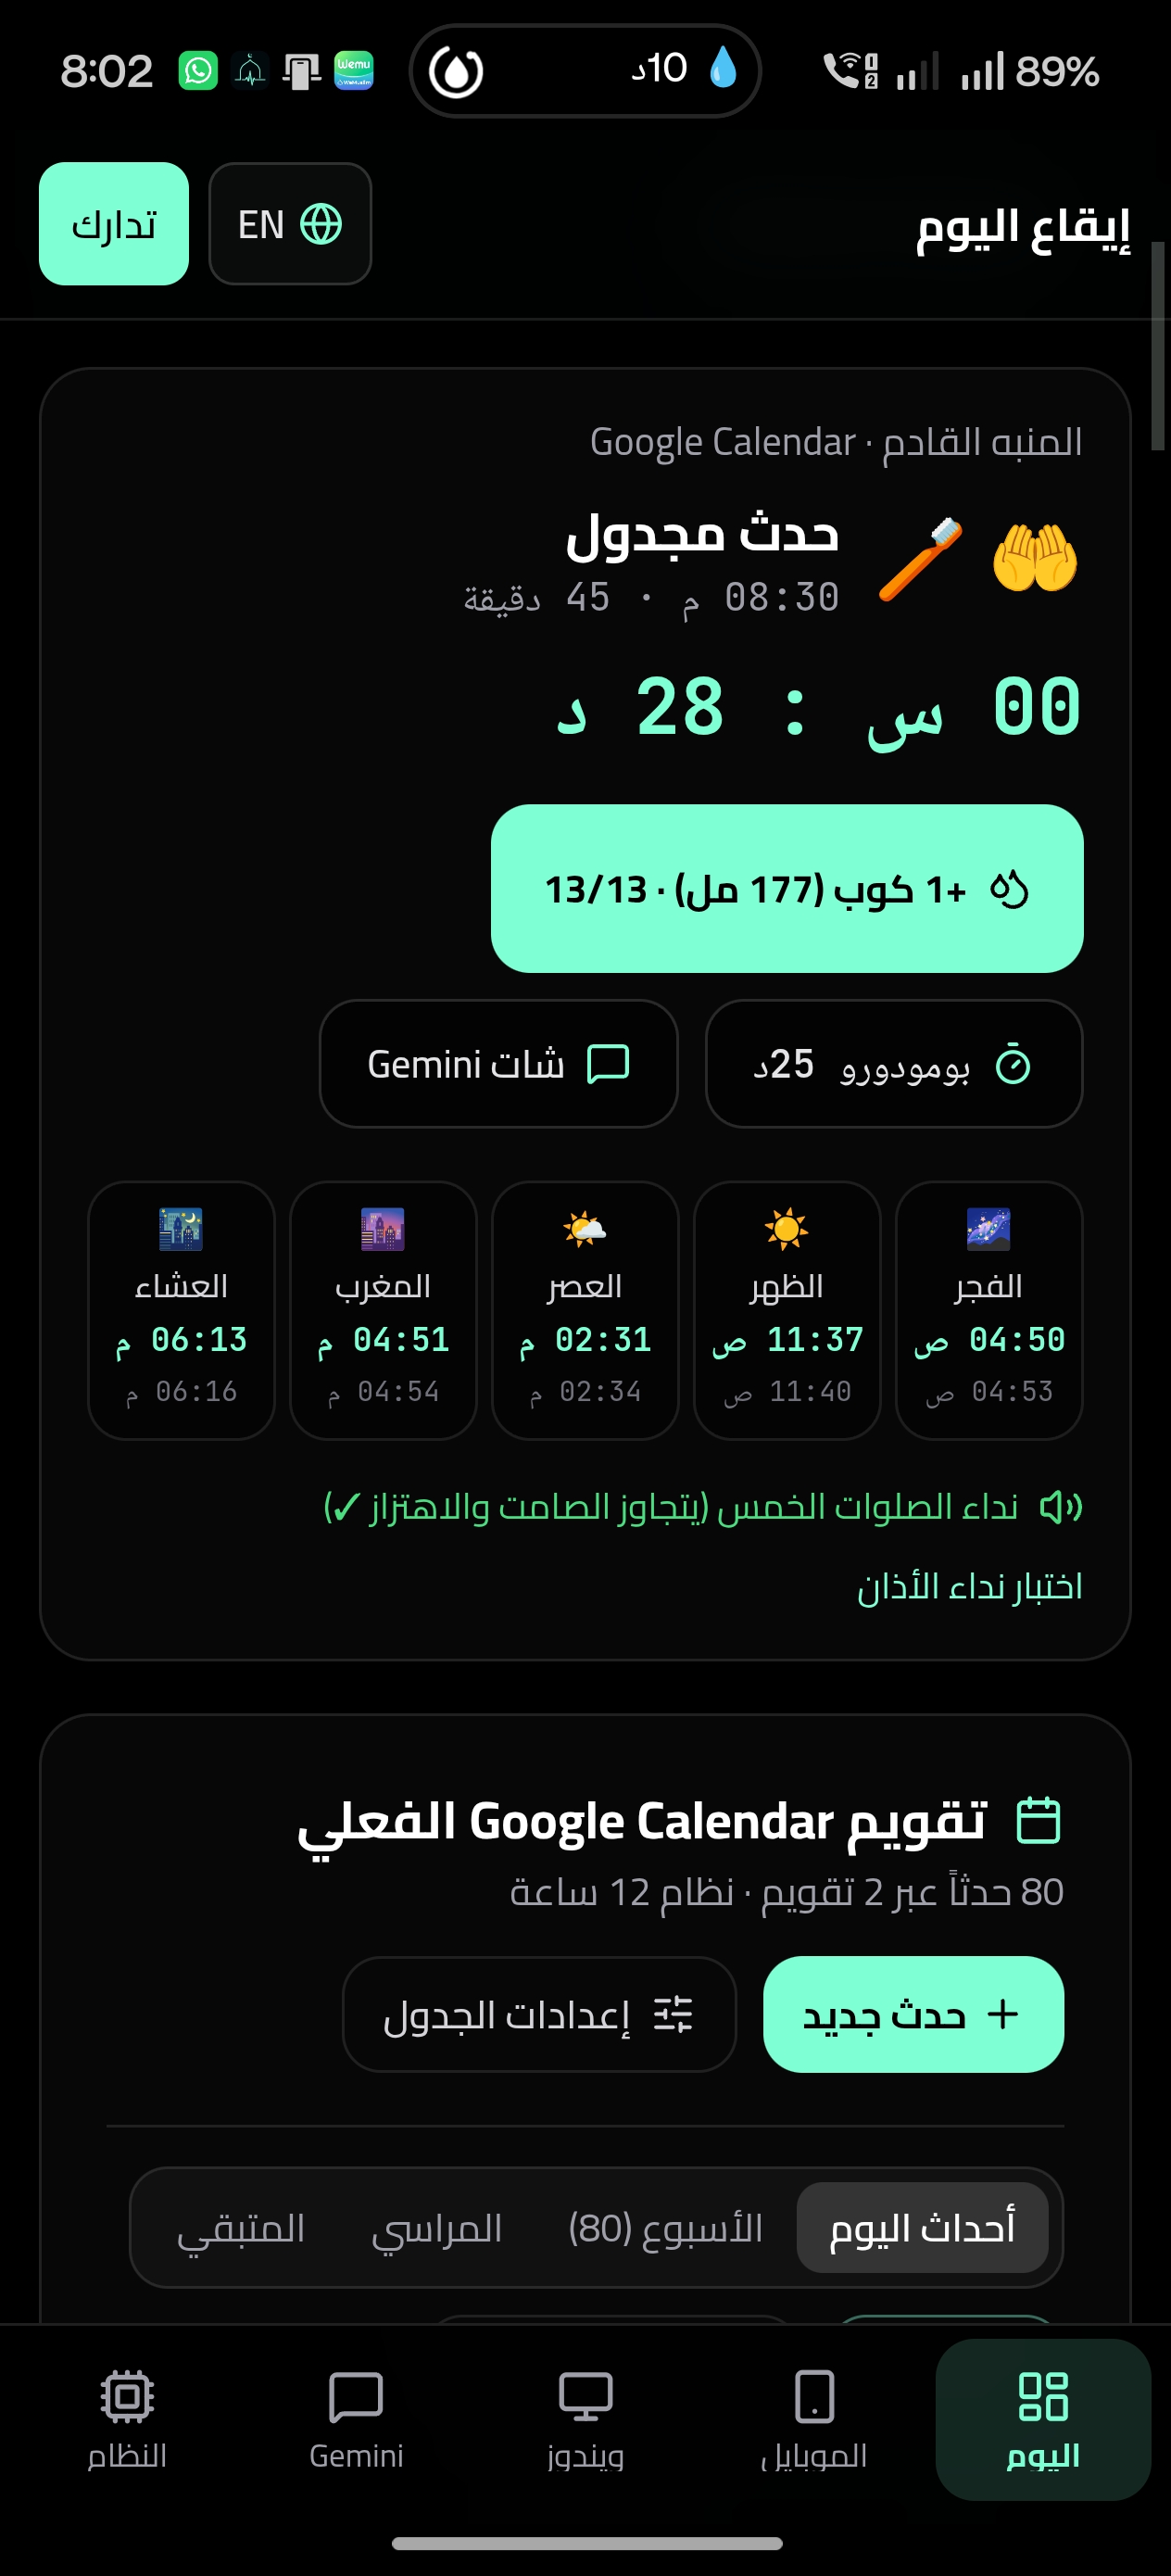 8:02
Wemu
10د
89%
إيقاع اليوم
EN
تدارك
المنبه القادم · Google Calendar
حدث مجدول
08:30 م · 45 دقيقة
00 س : 28 د
+1 كوب (177 مل) · 13/13
بومودورو 25د
شات Gemini
الفجر
04:50 ص
04:53 ص
الظهر
11:37 ص
11:40 ص
العصر
02:31 م
02:34 م
المغرب
04:51 م
04:54 م
العشاء
06:13 م
06:16 م
نداء الصلوات الخمس (يتجاوز الصامت والاهتزاز ✓)
اختبار نداء الأذان
تقويم Google Calendar الفعلي
80 حدثاً عبر 2 تقويم · نظام 12 ساعة
+ حدث جديد
إعدادات الجدول
أحداث اليوم
الأسبوع (80)
المراسي
المتبقي
اليوم
الموبايل
ويندوز
Gemini
النظام